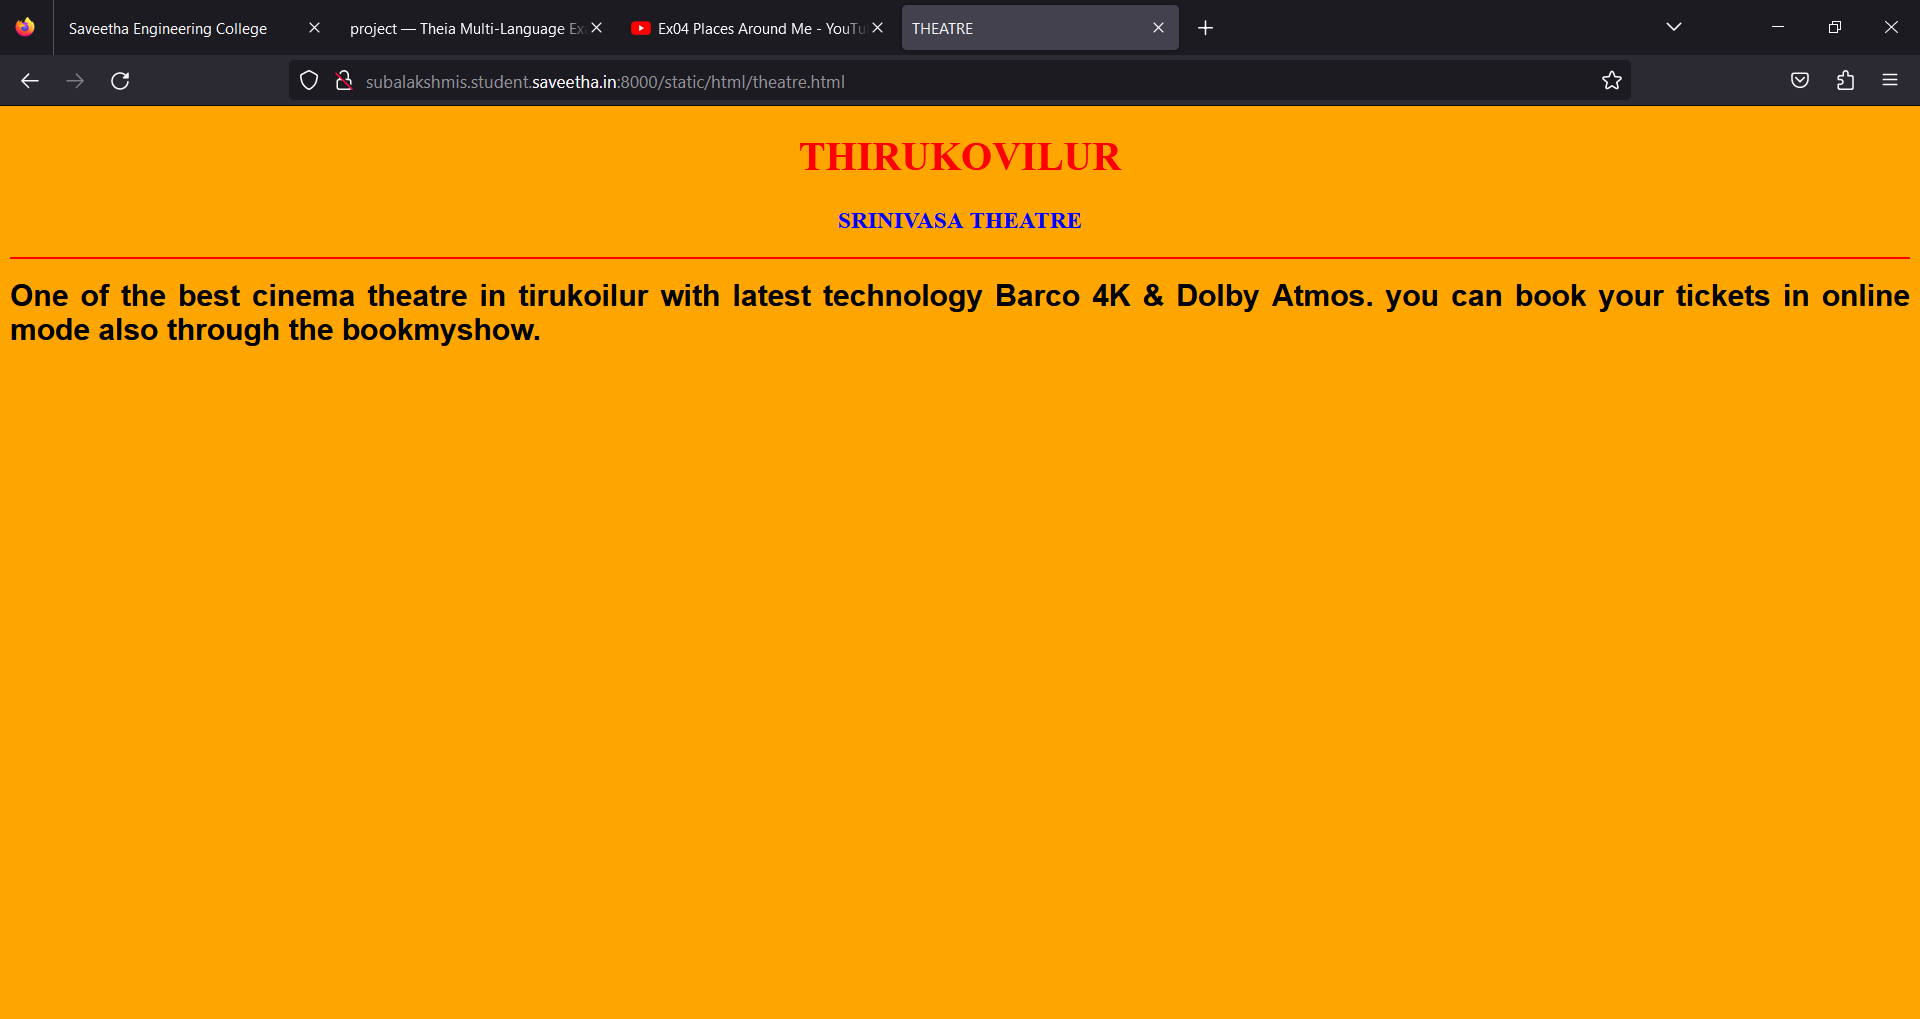 Saveetha Engineering College
project — Theia Multi-Language Ex
Ex04 Places Around Me - YouTu
THEATRE
subalakshmis.student.saveetha.in:8000/static/html/theatre.html
THIRUKOVILUR
SRINIVASA THEATRE
One of the best cinema theatre in tirukoilur with latest technology Barco 4K & Dolby Atmos. you can book your tickets in online
mode also through the bookmyshow.